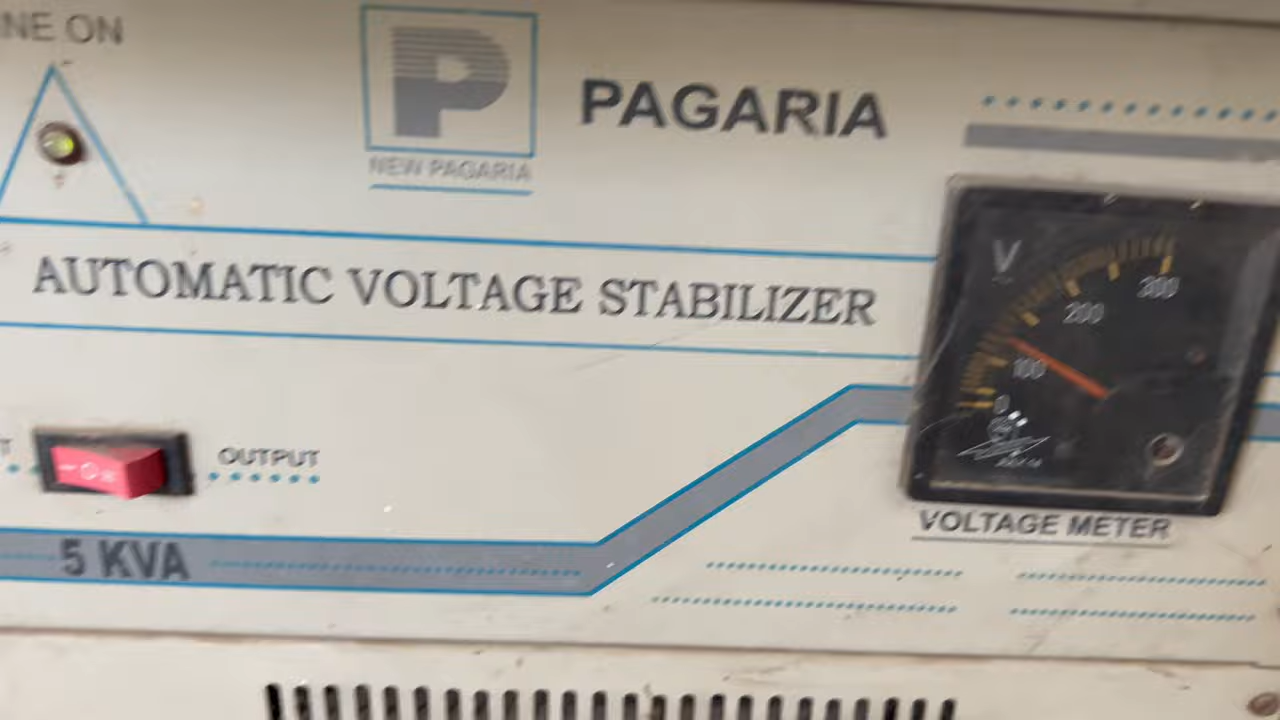 NE ON
P
NEW PAGARIA
PAGARIA
AUTOMATIC VOLTAGE STABILIZER
V
0
100
200
300
VOLTAGE METER
T
OUTPUT
5 KVA